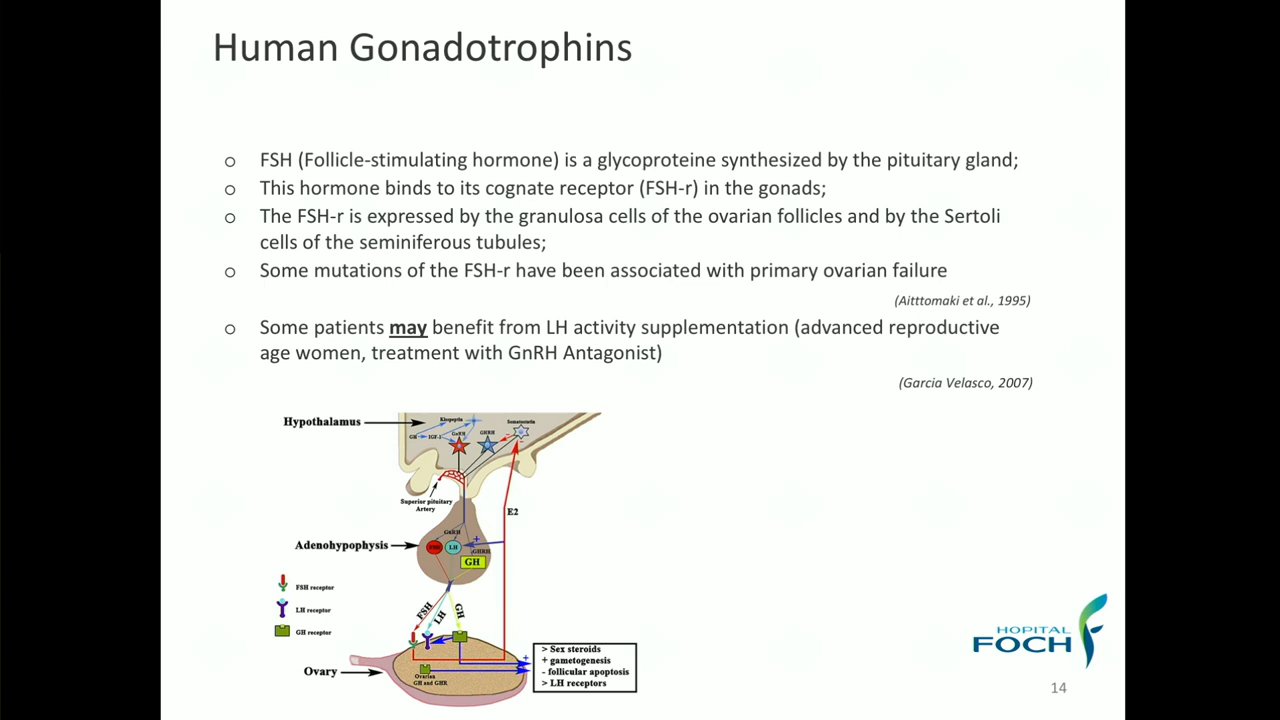 Human Gonadotrophins
o FSH (Follicle-stimulating hormone) is a glycoproteine synthesized by the pituitary gland;
o This hormone binds to its cognate receptor (FSH-r) in the gonads;
o The FSH-r is expressed by the granulosa cells of the ovarian follicles and by the Sertoli
cells of the seminiferous tubules;
o Some mutations of the FSH-r have been associated with primary ovarian failure
(Aitttomaki et al., 1995)
o Some patients may benefit from LH activity supplementation (advanced reproductive
age women, treatment with GnRH Antagonist)
(Garcia Velasco, 2007)
Hypothalamus
Kisspeptin
Somatostatin
GH
IGF-I
GnRH
GHRH
Superior pituitary
Artery
E2
GnRH
+
Adenohypophysis
FSH
LH
GHRH
GH
FSH receptor
LH receptor
GH receptor
FSH
LH
GH
Ovary
Ovarian
GH and GHR
+
> Sex steroids
+ gametogenesis
- follicular apoptosis
> LH receptors
HOPITAL
FOCH
14